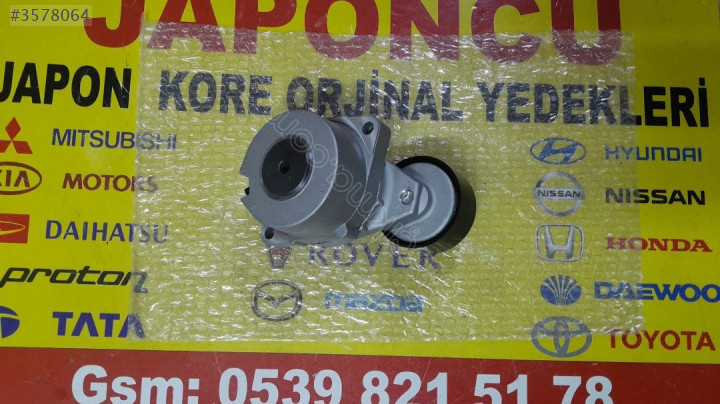 #3578064
JAPONCU
JAPON KORE ORJİNAL YEDEKLERİ
MITSUBISHI
KIA MOTORS
DAIHATSU
proton
TATA
ROVER
mazda
HYUNDAI
NISSAN NISSAN
HONDA
DAEWOO
TOYOTA
Gsm: 0539 821 51 78